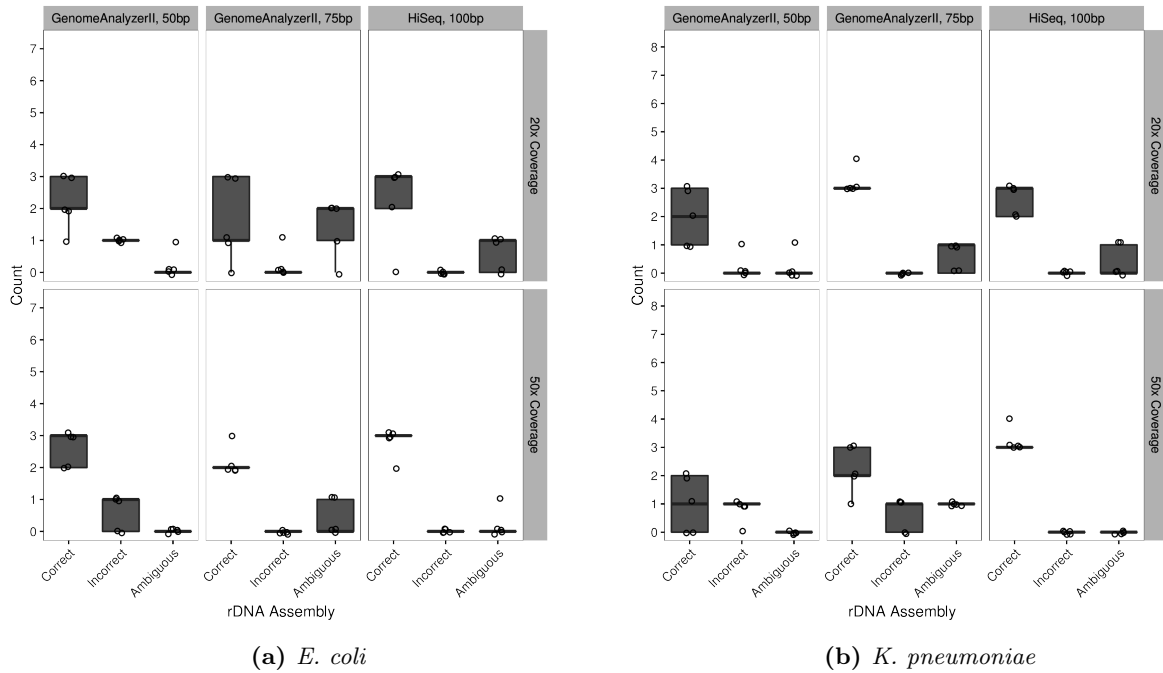 GenomeAnalyzerII, 50bp GenomeAnalyzerII, 75bp HiSeq, 100bp
7
6
5
4
3
2
1
0
20x Coverage
7
6
5
4
3
2
1
0
50x Coverage
Count
Correct Incorrect Ambiguous Correct Incorrect Ambiguous Correct Incorrect Ambiguous
rDNA Assembly
(a) E. coli
GenomeAnalyzerII, 50bp GenomeAnalyzerII, 75bp HiSeq, 100bp
8
7
6
5
4
3
2
1
0
20x Coverage
8
7
6
5
4
3
2
1
0
50x Coverage
Count
Correct Incorrect Ambiguous Correct Incorrect Ambiguous Correct Incorrect Ambiguous
rDNA Assembly
(b) K. pneumoniae